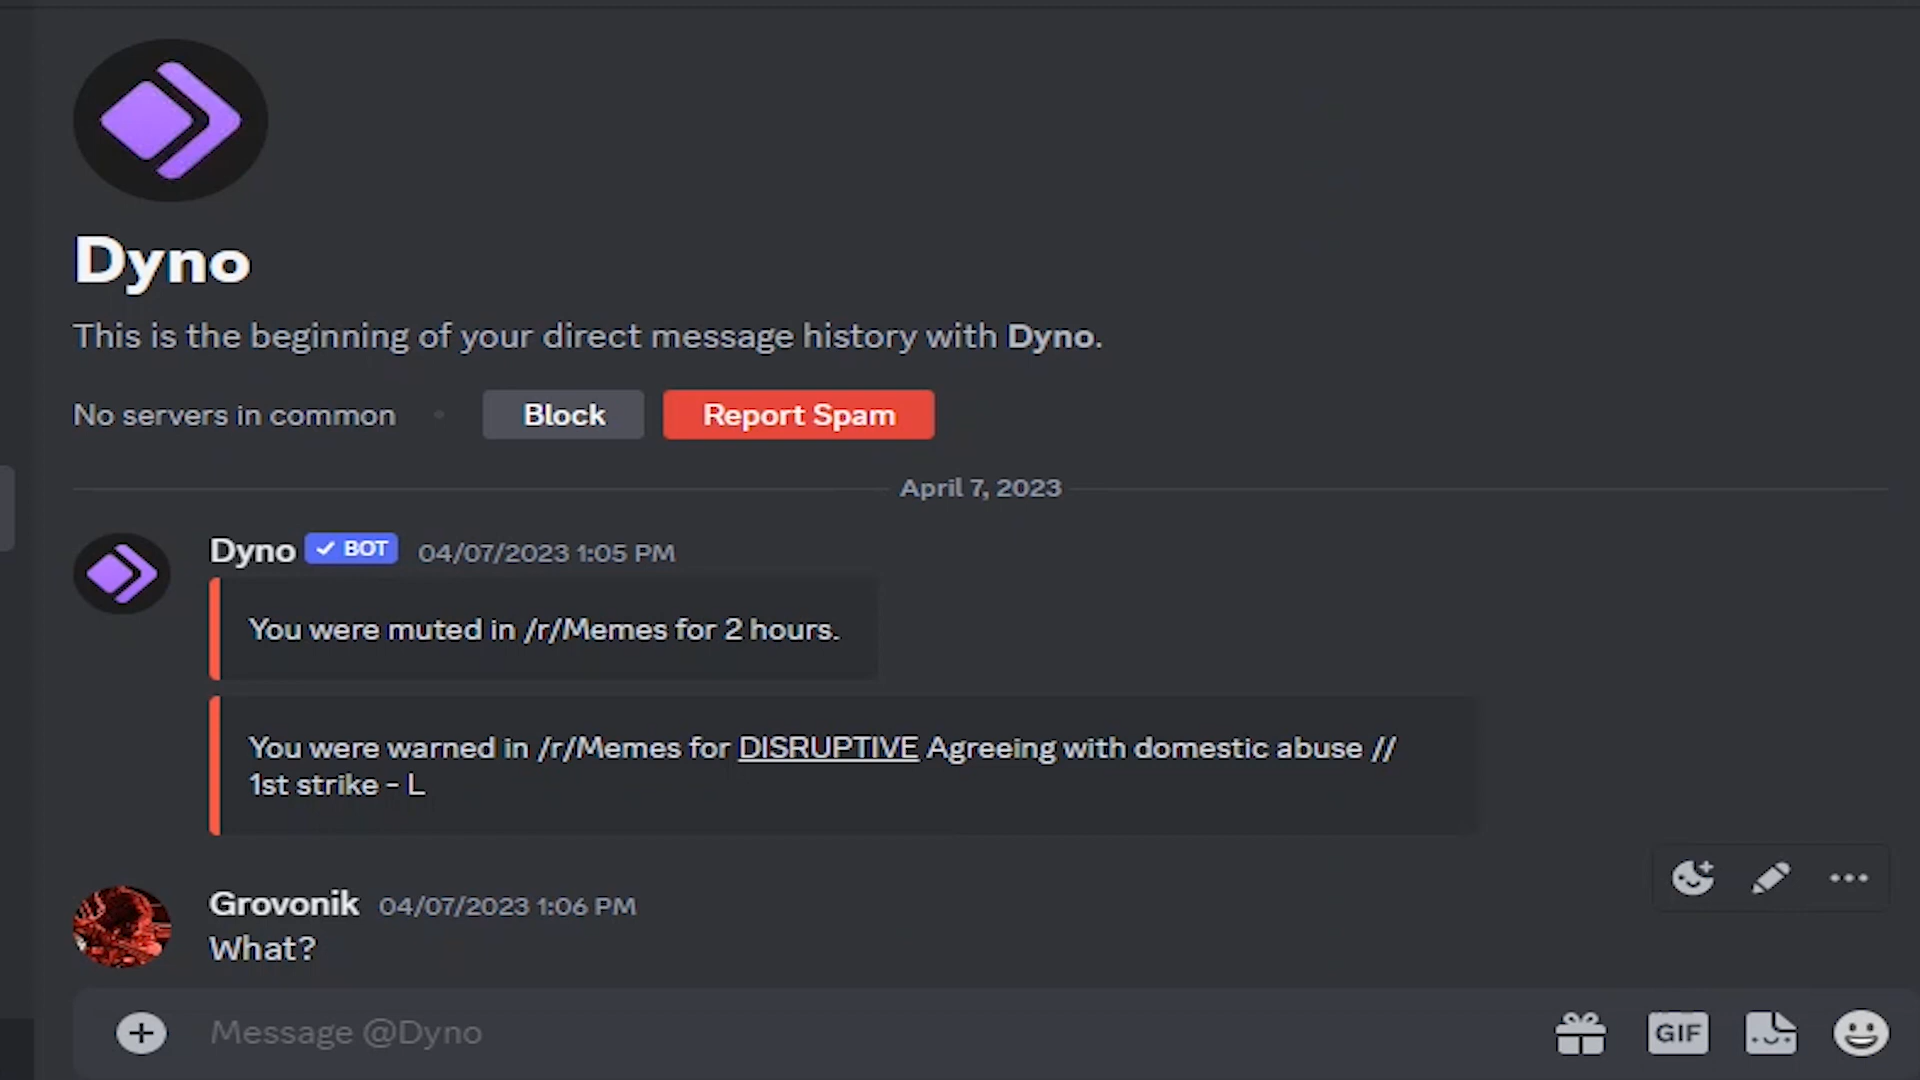 Dyno
This is the beginning of your direct message history with Dyno.
No servers in common
Block
Report Spam
April 7, 2023
Dyno BOT 04/07/2023 1:05 PM
You were muted in /r/Memes for 2 hours.
You were warned in /r/Memes for DISRUPTIVE Agreeing with domestic abuse //
1st strike - L
Grovonik 04/07/2023 1:06 PM
What?
Message @Dyno
GIF